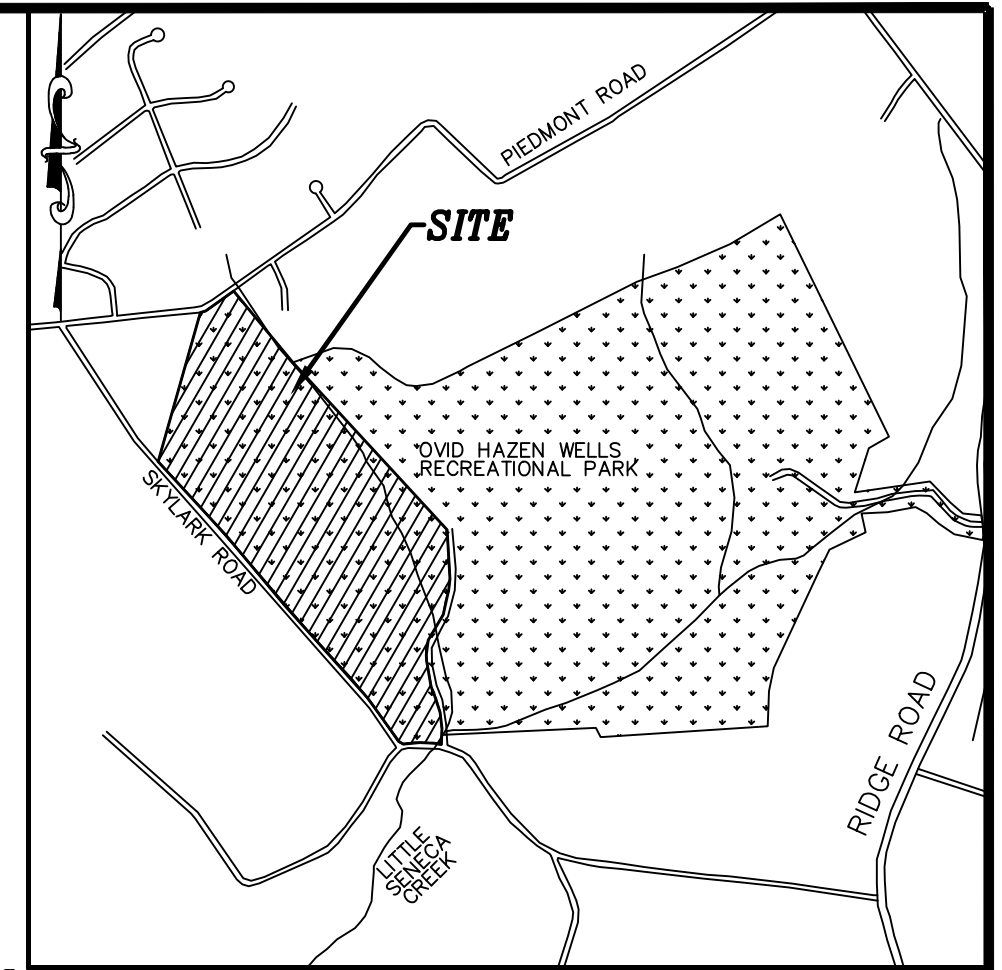 PIEDMONT ROAD
SITE
OVID HAZEN WELLS
RECREATIONAL PARK
SKYLARK ROAD
RIDGE ROAD
LITTLE
SENECA
CREEK